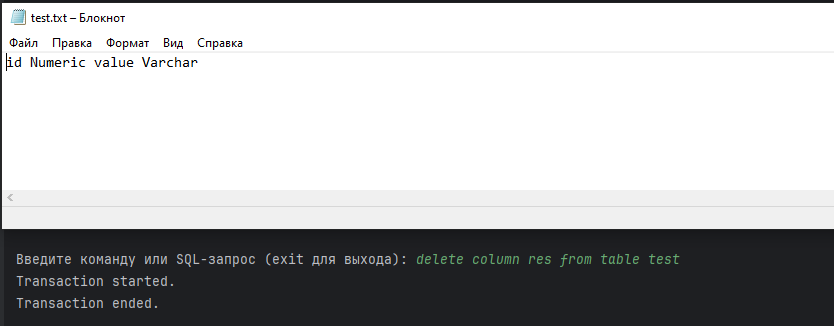 test.txt – Блокнот
Файл Правка Формат Вид Справка
id Numeric value Varchar
Введите команду или SQL-запрос (exit для выхода): delete column res from table test
Transaction started.
Transaction ended.